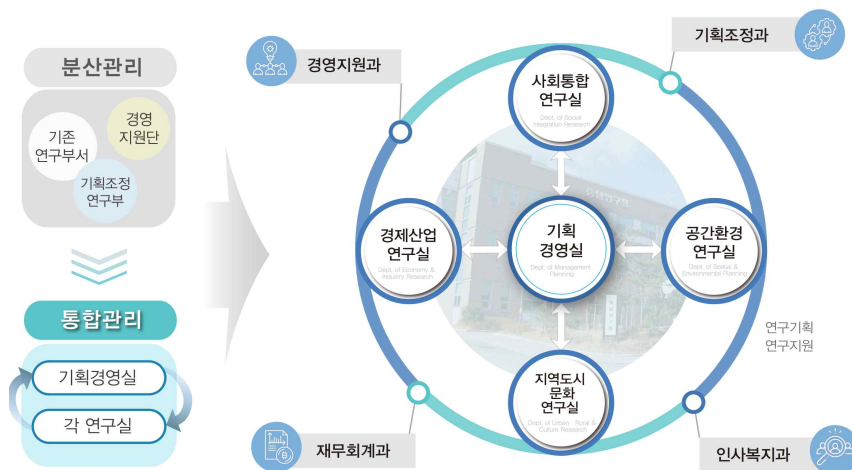 분산관리
기존
연구부서
경영
지원단
기획조정
연구부
통합관리
기획경영실
각 연구실
경영지원과
기획조정과
사회통합
연구실
Dept. of Social
Integration Research
경제산업
연구실
Dept. of Economy &
Industry Research
기획
경영실
Dept. of Management
Planning
공간환경
연구실
Dept. of Spatial &
Environmental Planning
연구기획
연구지원
지역도시
문화
연구실
Dept. of Urban · Rural &
Culture Research
재무회계과
인사복지과